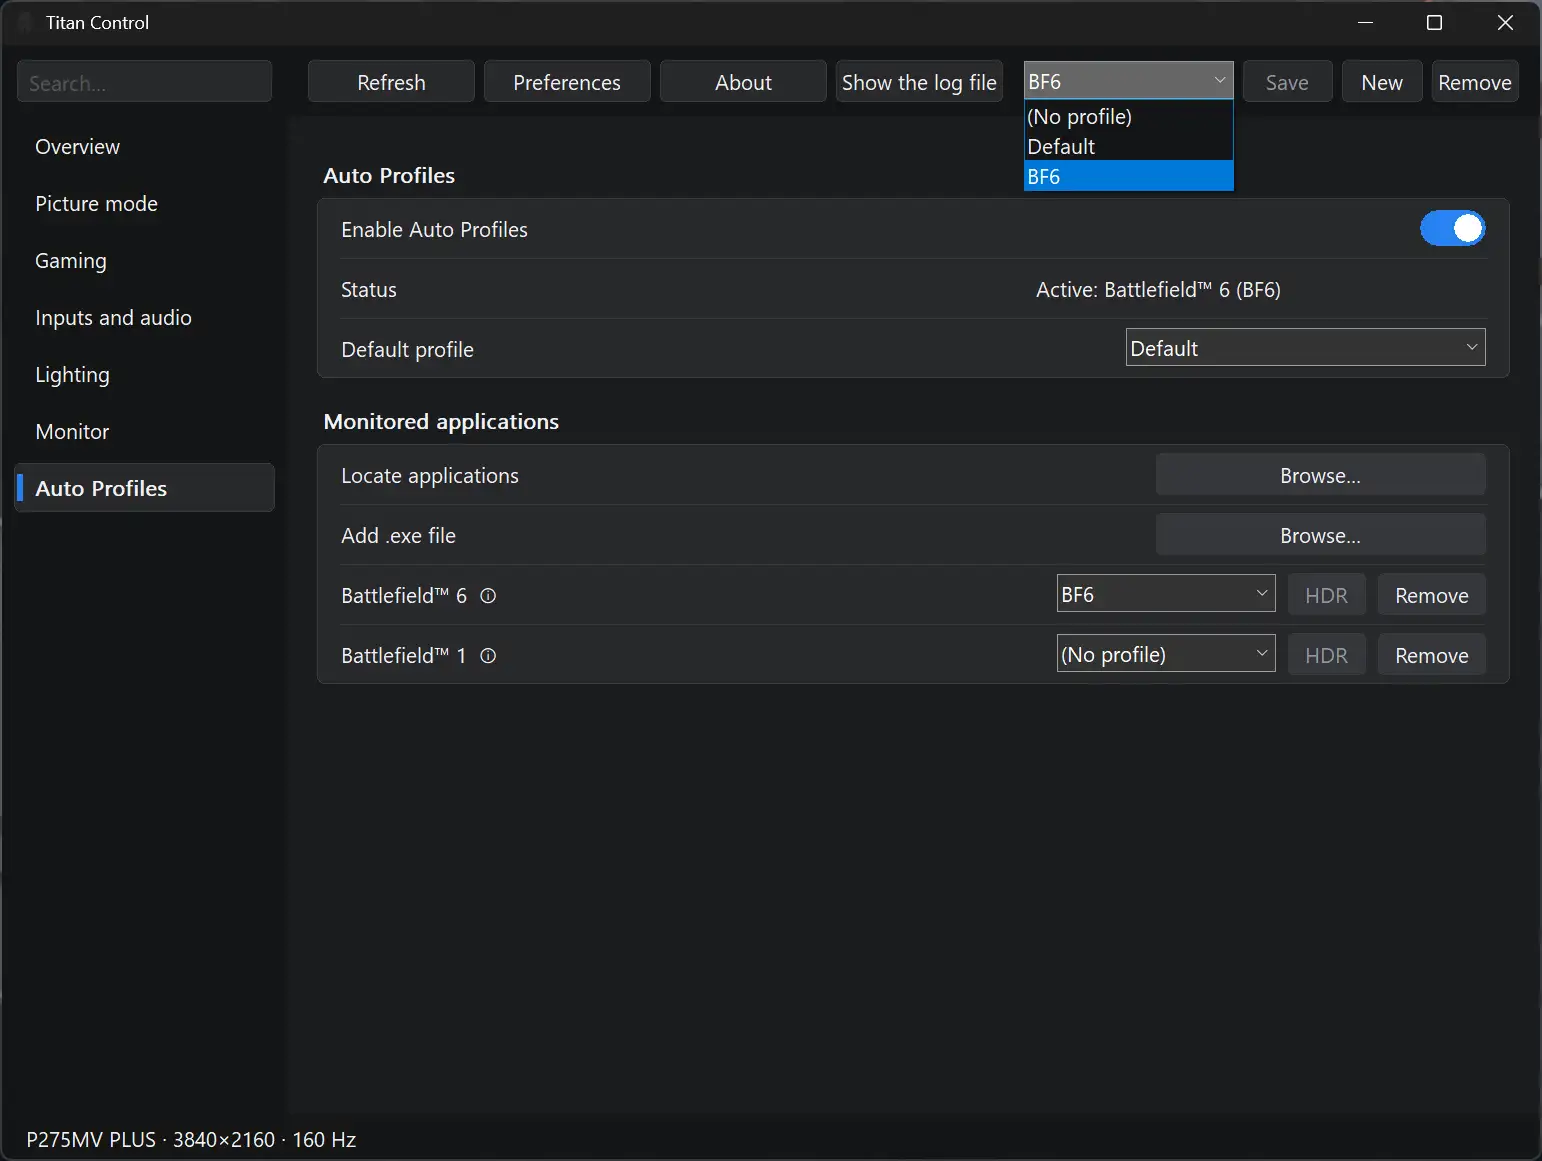 Titan Control
Search...
Refresh
Preferences
About
Show the log file
BF6
Save
New
Remove
(No profile)
Default
BF6
Overview
Picture mode
Gaming
Inputs and audio
Lighting
Monitor
Auto Profiles
Auto Profiles
Enable Auto Profiles
Status
Active: Battlefield™ 6 (BF6)
Default profile
Default
Monitored applications
Locate applications
Browse...
Add .exe file
Browse...
Battlefield™ 6
BF6
HDR
Remove
Battlefield™ 1
(No profile)
HDR
Remove
P275MV PLUS · 3840×2160 · 160 Hz